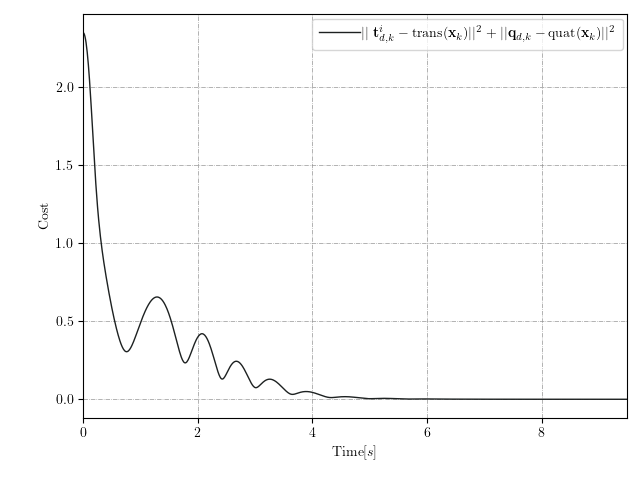 || t^i_{d,k} − trans(x_k)||^2 + ||q_{d,k} − quat(x_k)||^2
2.0
1.5
1.0
0.5
0.0
Cost
0 2 4 6 8
Time[s]